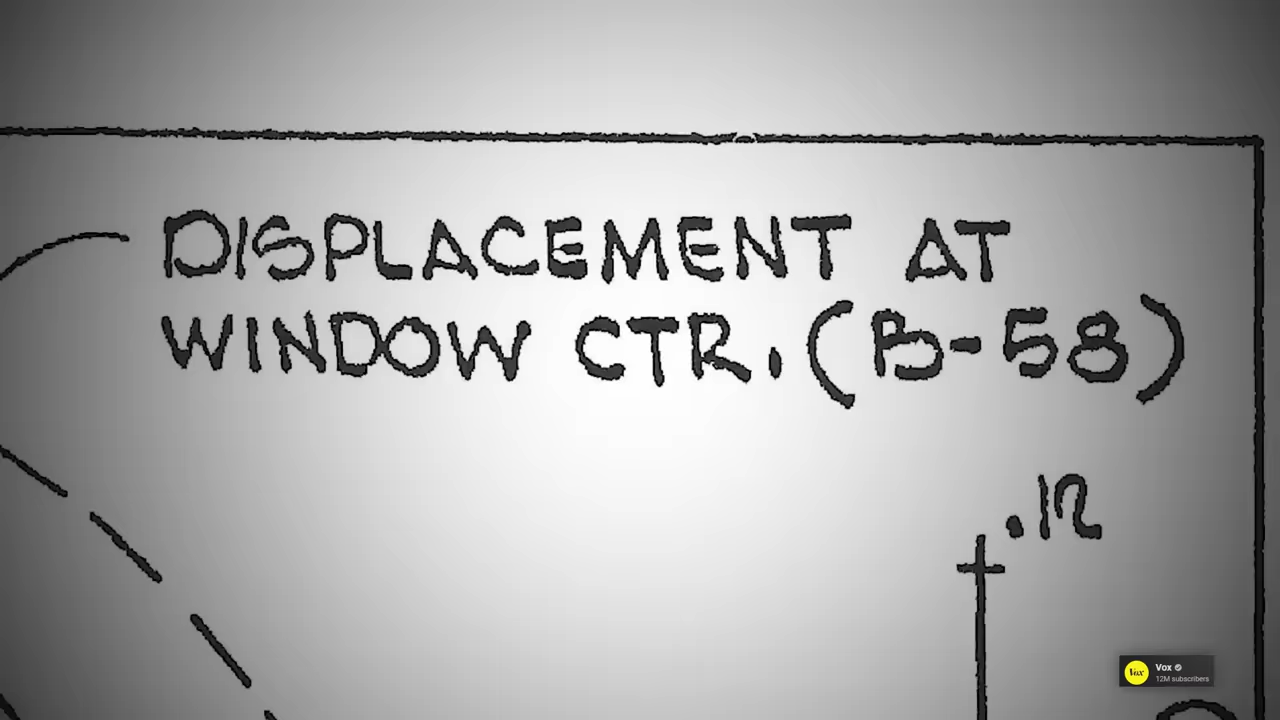 DISPLACEMENT AT
WINDOW CTR. (B-58)
.12
Vox
12M subscribers